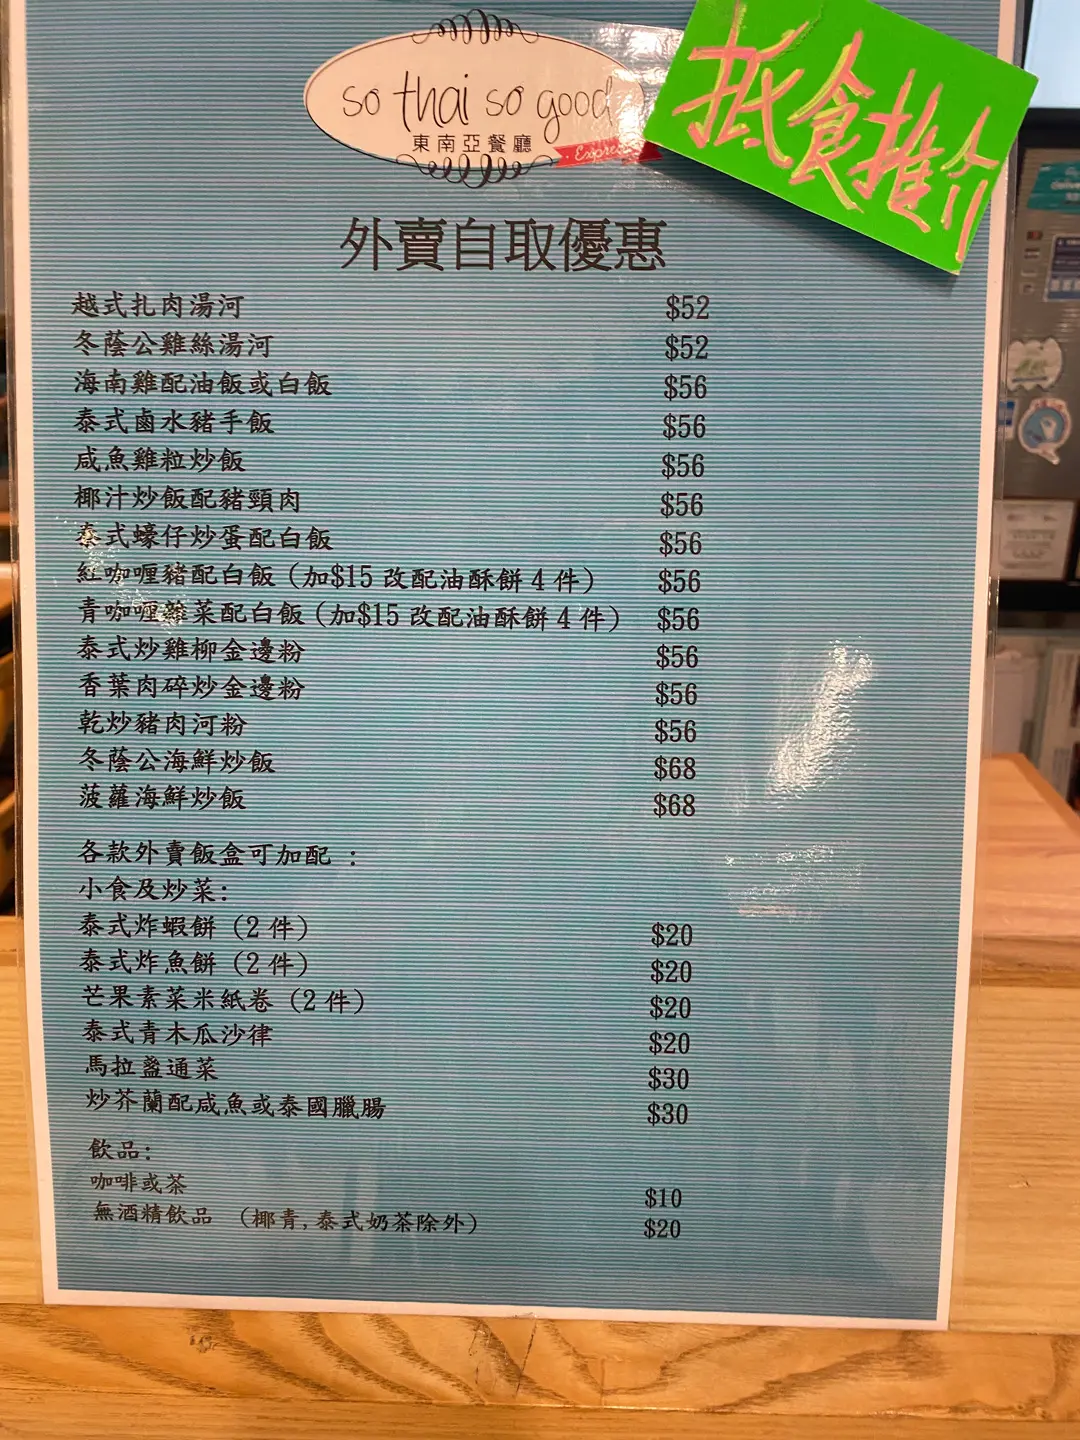 so thai so good
東南亞餐廳
Express
抵食推介
外賣自取優惠
越式扎肉湯河 $52
冬蔭公雞絲湯河 $52
海南雞配油飯或白飯 $56
泰式鹵水豬手飯 $56
咸魚雞粒炒飯 $56
椰汁炒飯配豬頸肉 $56
泰式蠔仔炒蛋配白飯 $56
紅咖喱豬配白飯 (加$15 改配油酥餅 4 件) $56
青咖喱雜菜配白飯 (加$15 改配油酥餅 4 件) $56
泰式炒雞柳金邊粉 $56
香葉肉碎炒金邊粉 $56
乾炒豬肉河粉 $56
冬蔭公海鮮炒飯 $68
菠蘿海鮮炒飯 $68
各款外賣飯盒可加配 :
小食及炒菜:
泰式炸蝦餅 (2 件) $20
泰式炸魚餅 (2 件) $20
芒果素菜米紙卷 (2 件) $20
泰式青木瓜沙律 $20
馬拉盞通菜 $30
炒芥蘭配咸魚或泰國臘腸 $30
飲品:
咖啡或茶 $10
無酒精飲品 (椰青,泰式奶茶除外) $20